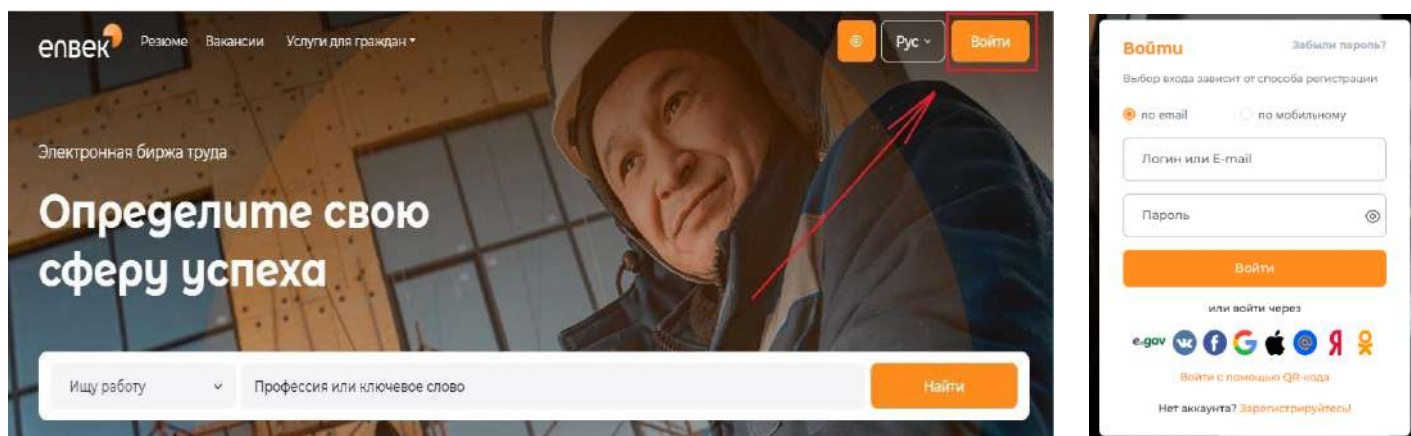 enbek
Резюме Вакансии Услуги для граждан
Рус
Войти
Электронная биржа труда
Определите свою
сферу успеха
Ищу работу
Профессия или ключевое слово
Найти
Войти
Забыли пароль?
Выбор входа зависит от способа регистрации
по email по мобильному
Логин или E-mail
Пароль
Войти
или войти через
e.gov
Войти с помощью QR-кода
Нет аккаунта? Зарегистрируйтесь!